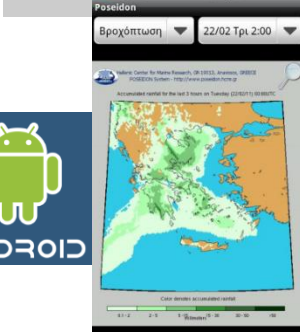 Poseidon
Βροχόπτωση
22/02 Τρι 2:00
Hellenic Center for Marine Research, GR 19013, Anavissos, GREECE
POSEIDON System - http://www.poseidon.hcmr.gr
Accumulated rainfall for the last 3 hours on Tuesday (22/02/11) 00:00UTC
DROID
Color denotes accumulated rainfall